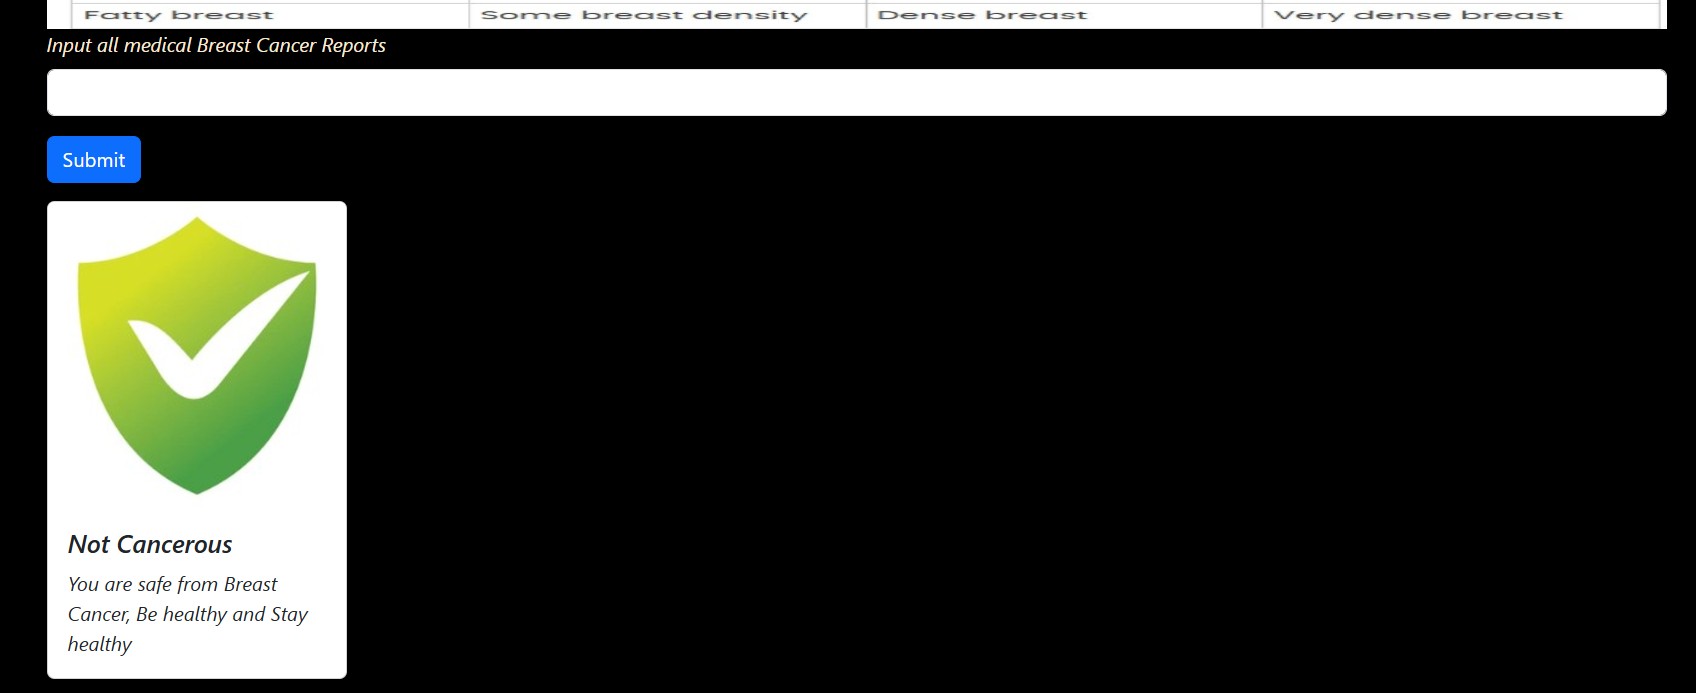 Fatty breast Some breast density Dense breast Very dense breast
Input all medical Breast Cancer Reports
Submit
Not Cancerous
You are safe from Breast
Cancer, Be healthy and Stay
healthy